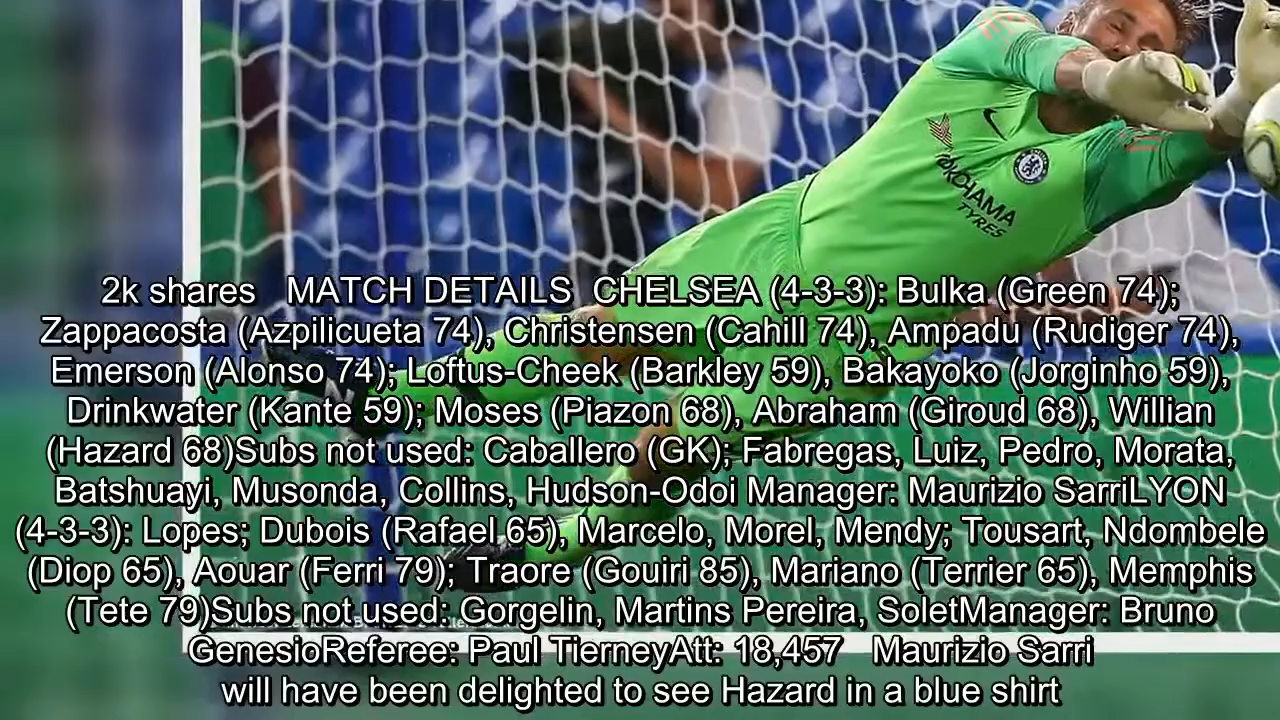 YOKOHAMA
TYRES
2k shares MATCH DETAILS CHELSEA (4-3-3): Bulka (Green 74);
Zappacosta (Azpilicueta 74), Christensen (Cahill 74), Ampadu (Rudiger 74),
Emerson (Alonso 74); Loftus-Cheek (Barkley 59), Bakayoko (Jorginho 59),
Drinkwater (Kante 59); Moses (Piazon 68), Abraham (Giroud 68), Willian
(Hazard 68)Subs not used: Caballero (GK); Fabregas, Luiz, Pedro, Morata,
Batshuayi, Musonda, Collins, Hudson-Odoi Manager: Maurizio SarriLYON
(4-3-3): Lopes; Dubois (Rafael 65), Marcelo, Morel, Mendy; Tousart, Ndombele
(Diop 65), Aouar (Ferri 79); Traore (Gouiri 85), Mariano (Terrier 65), Memphis
(Tete 79)Subs not used: Gorgelin, Martins Pereira, SoletManager: Bruno
GenesioReferee: Paul TierneyAtt: 18,457 Maurizio Sarri
will have been delighted to see Hazard in a blue shirt